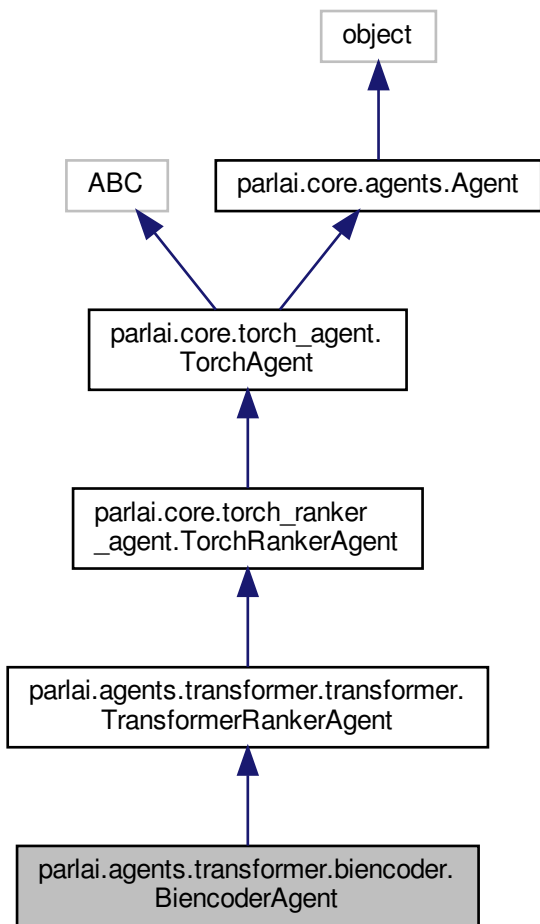 object
ABC
parlai.core.agents.Agent
parlai.core.torch_agent.
TorchAgent
parlai.core.torch_ranker
_agent.TorchRankerAgent
parlai.agents.transformer.transformer.
TransformerRankerAgent
parlai.agents.transformer.biencoder.
BiencoderAgent